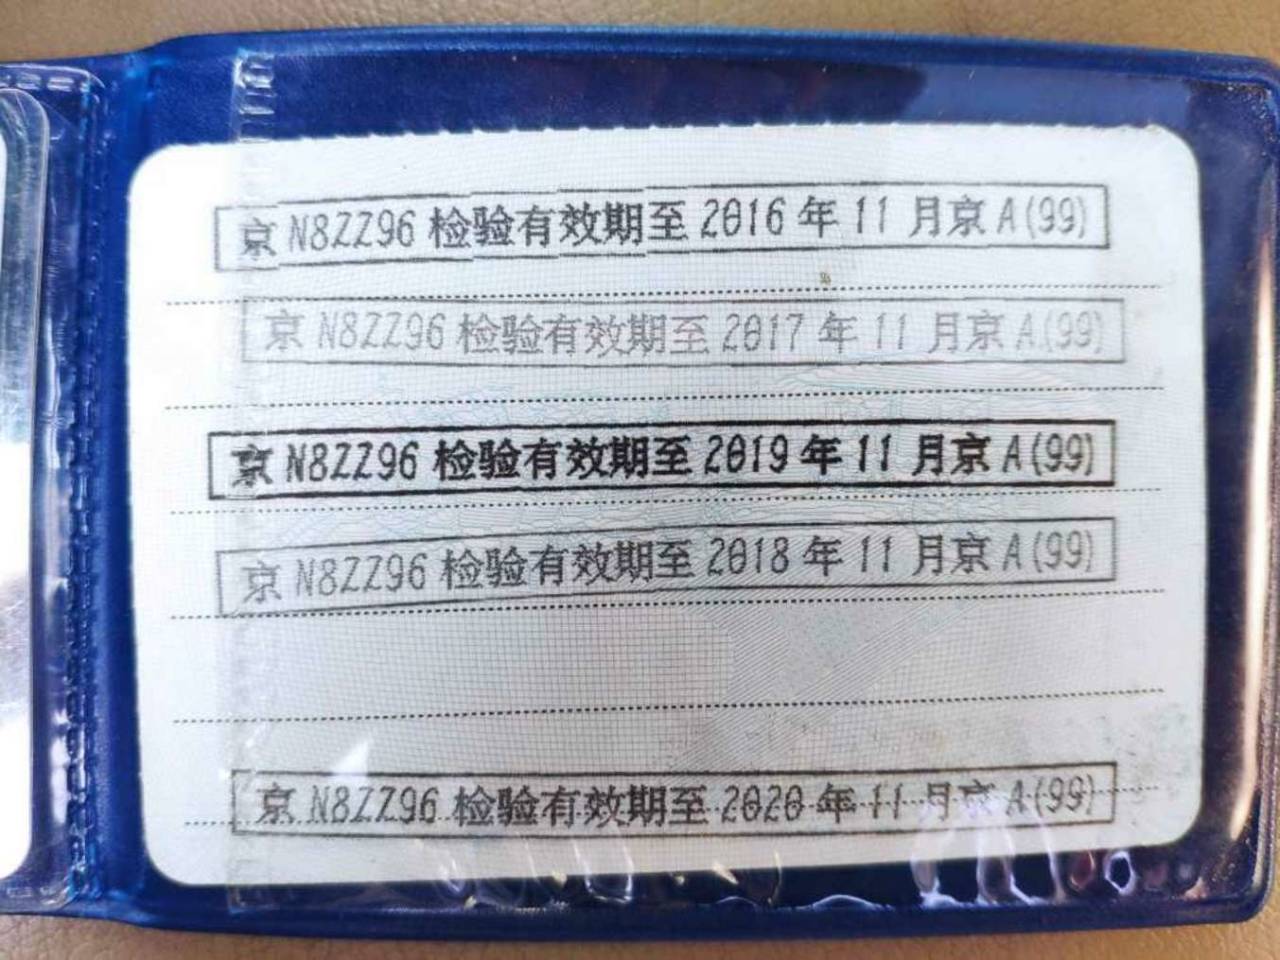 京 N8ZZ96 检验有效期至 2016 年 11 月京 A(99)
京 N8ZZ96 检验有效期至 2017 年 11 月京 A(99)
京 N8ZZ96 检验有效期至 2019 年 11 月京 A(99)
京 N8ZZ96 检验有效期至 2018 年 11 月京 A(99)
京 N8ZZ96 检验有效期至 2020 年 11 月京 A(99)